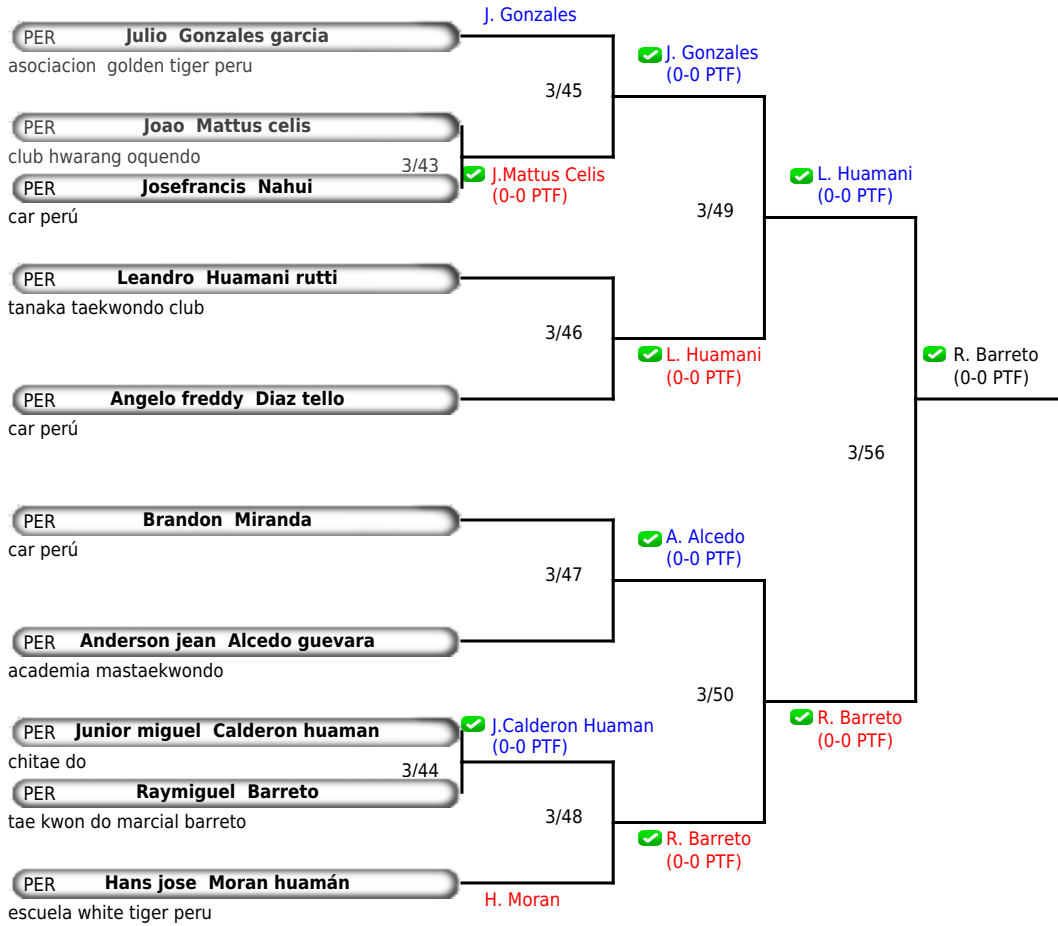 J. Gonzales
PER Julio Gonzales garcia
asociacion golden tiger peru
J. Gonzales
(0-0 PTF)
3/45
PER Joao Mattus celis
club hwarang oquendo
3/43
J.Mattus Celis
(0-0 PTF)
PER Josefrancis Nahui
car perú
L. Huamani
(0-0 PTF)
3/49
PER Leandro Huamani rutti
tanaka taekwondo club
3/46
L. Huamani
(0-0 PTF)
R. Barreto
(0-0 PTF)
PER Angelo freddy Diaz tello
car perú
3/56
PER Brandon Miranda
car perú
A. Alcedo
(0-0 PTF)
3/47
PER Anderson jean Alcedo guevara
academia mastaekwondo
3/50
R. Barreto
(0-0 PTF)
PER Junior miguel Calderon huaman
J.Calderon Huaman
(0-0 PTF)
chitae do
3/44
PER Raymiguel Barreto
tae kwon do marcial barreto
3/48
R. Barreto
(0-0 PTF)
PER Hans jose Moran huamán
H. Moran
escuela white tiger peru